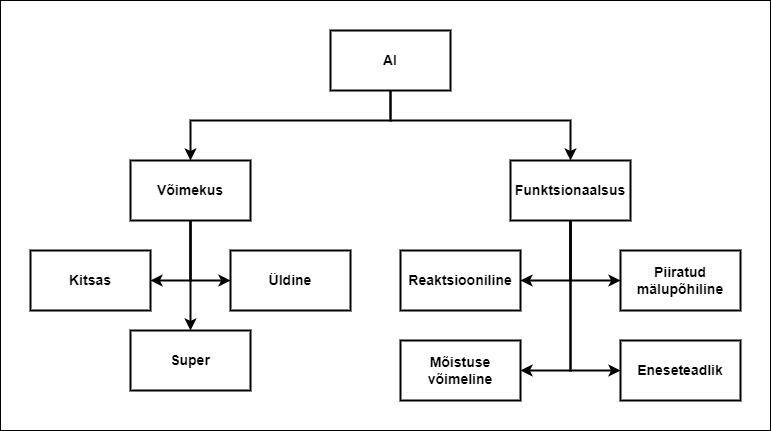 AI
Võimekus
Funktsionaalsus
Kitsas
Üldine
Reaktsiooniline
Piiratud
mälupõhiline
Super
Mõistuse
võimeline
Eneseteadlik